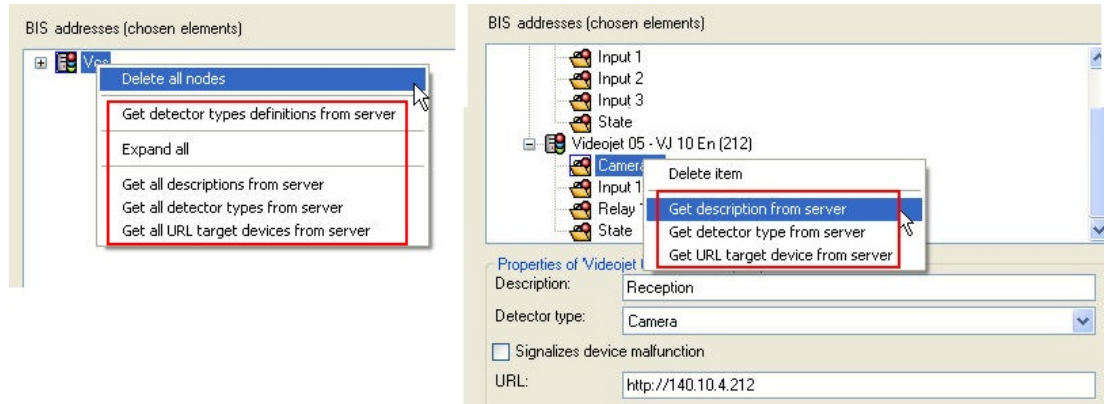 BIS addresses (chosen elements)
Delete all nodes
Get detector types definitions from server
Expand all
Get all descriptions from server
Get all detector types from server
Get all URL target devices from server
BIS addresses (chosen elements)
Input 1
Input 2
Input 3
State
Videojet 05 - VJ 10 En (212)
Input 1
Relay
State
Delete item
Get description from server
Get detector type from server
Get URL target device from server
Properties of
Description:
Reception
Detector type:
Camera
Signalizes device malfunction
URL:
http://140.10.4.212